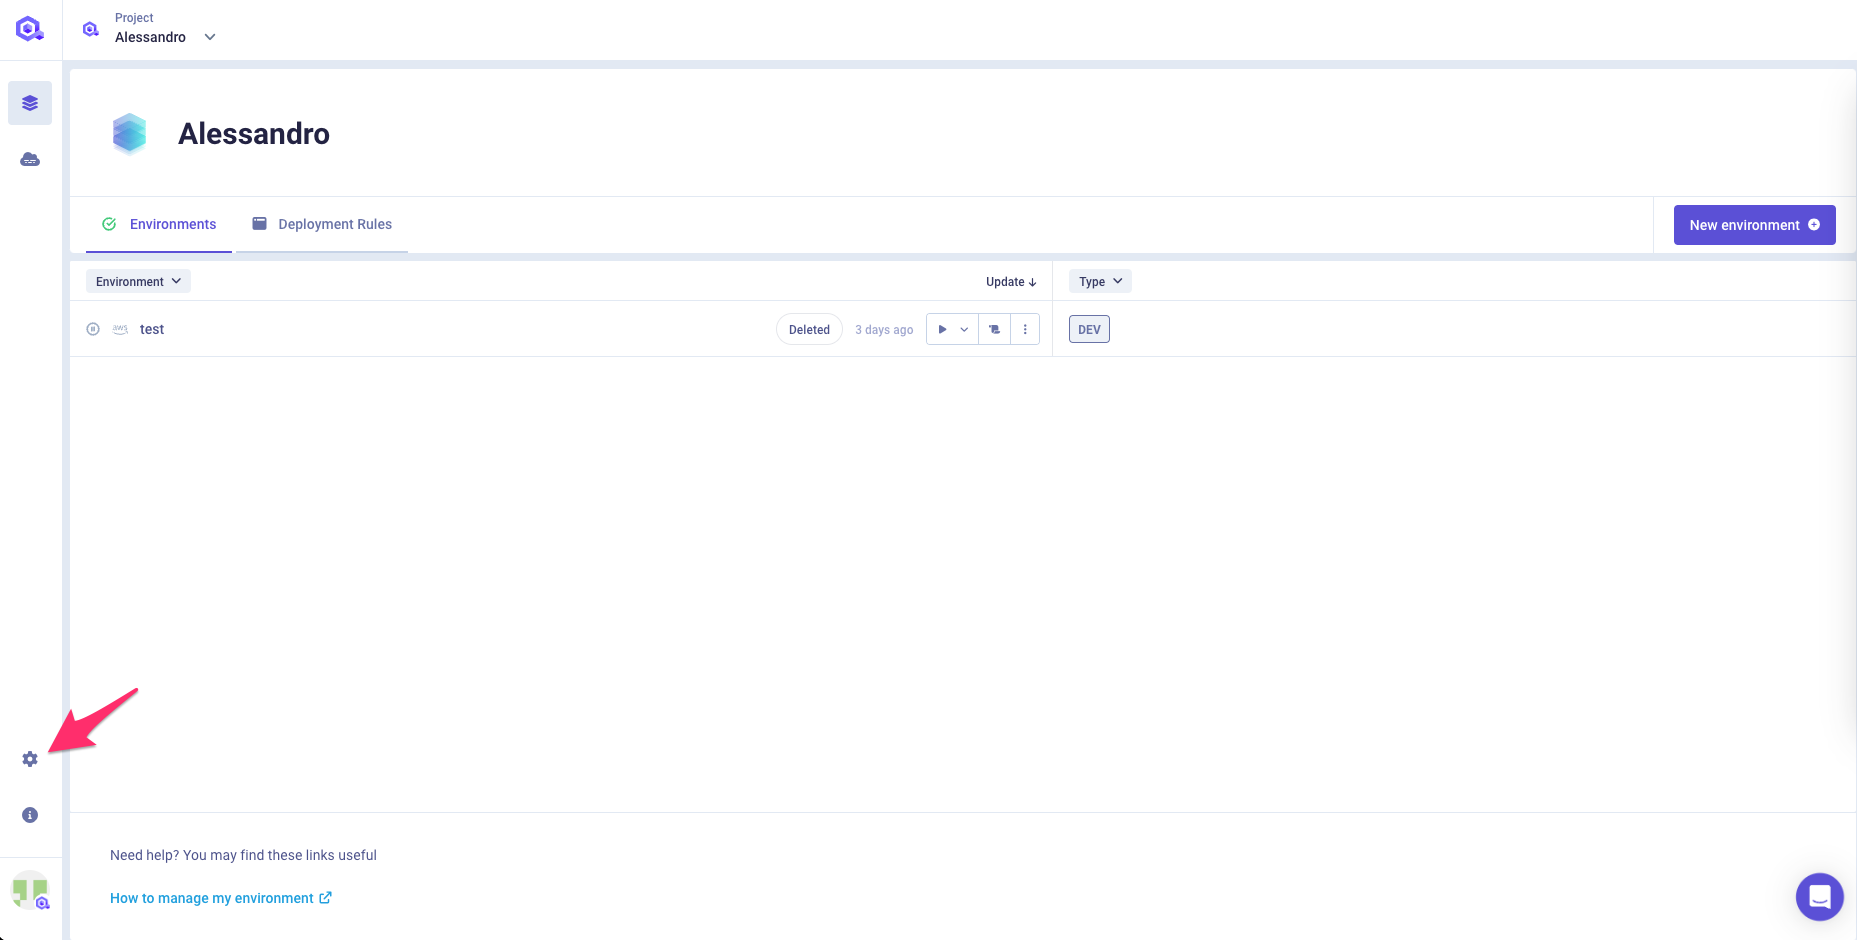 Project
Alessandro
Alessandro
Environments
Deployment Rules
New environment
Environment
Update
Type
aws
test
Deleted
3 days ago
DEV
Need help? You may find these links useful
How to manage my environment